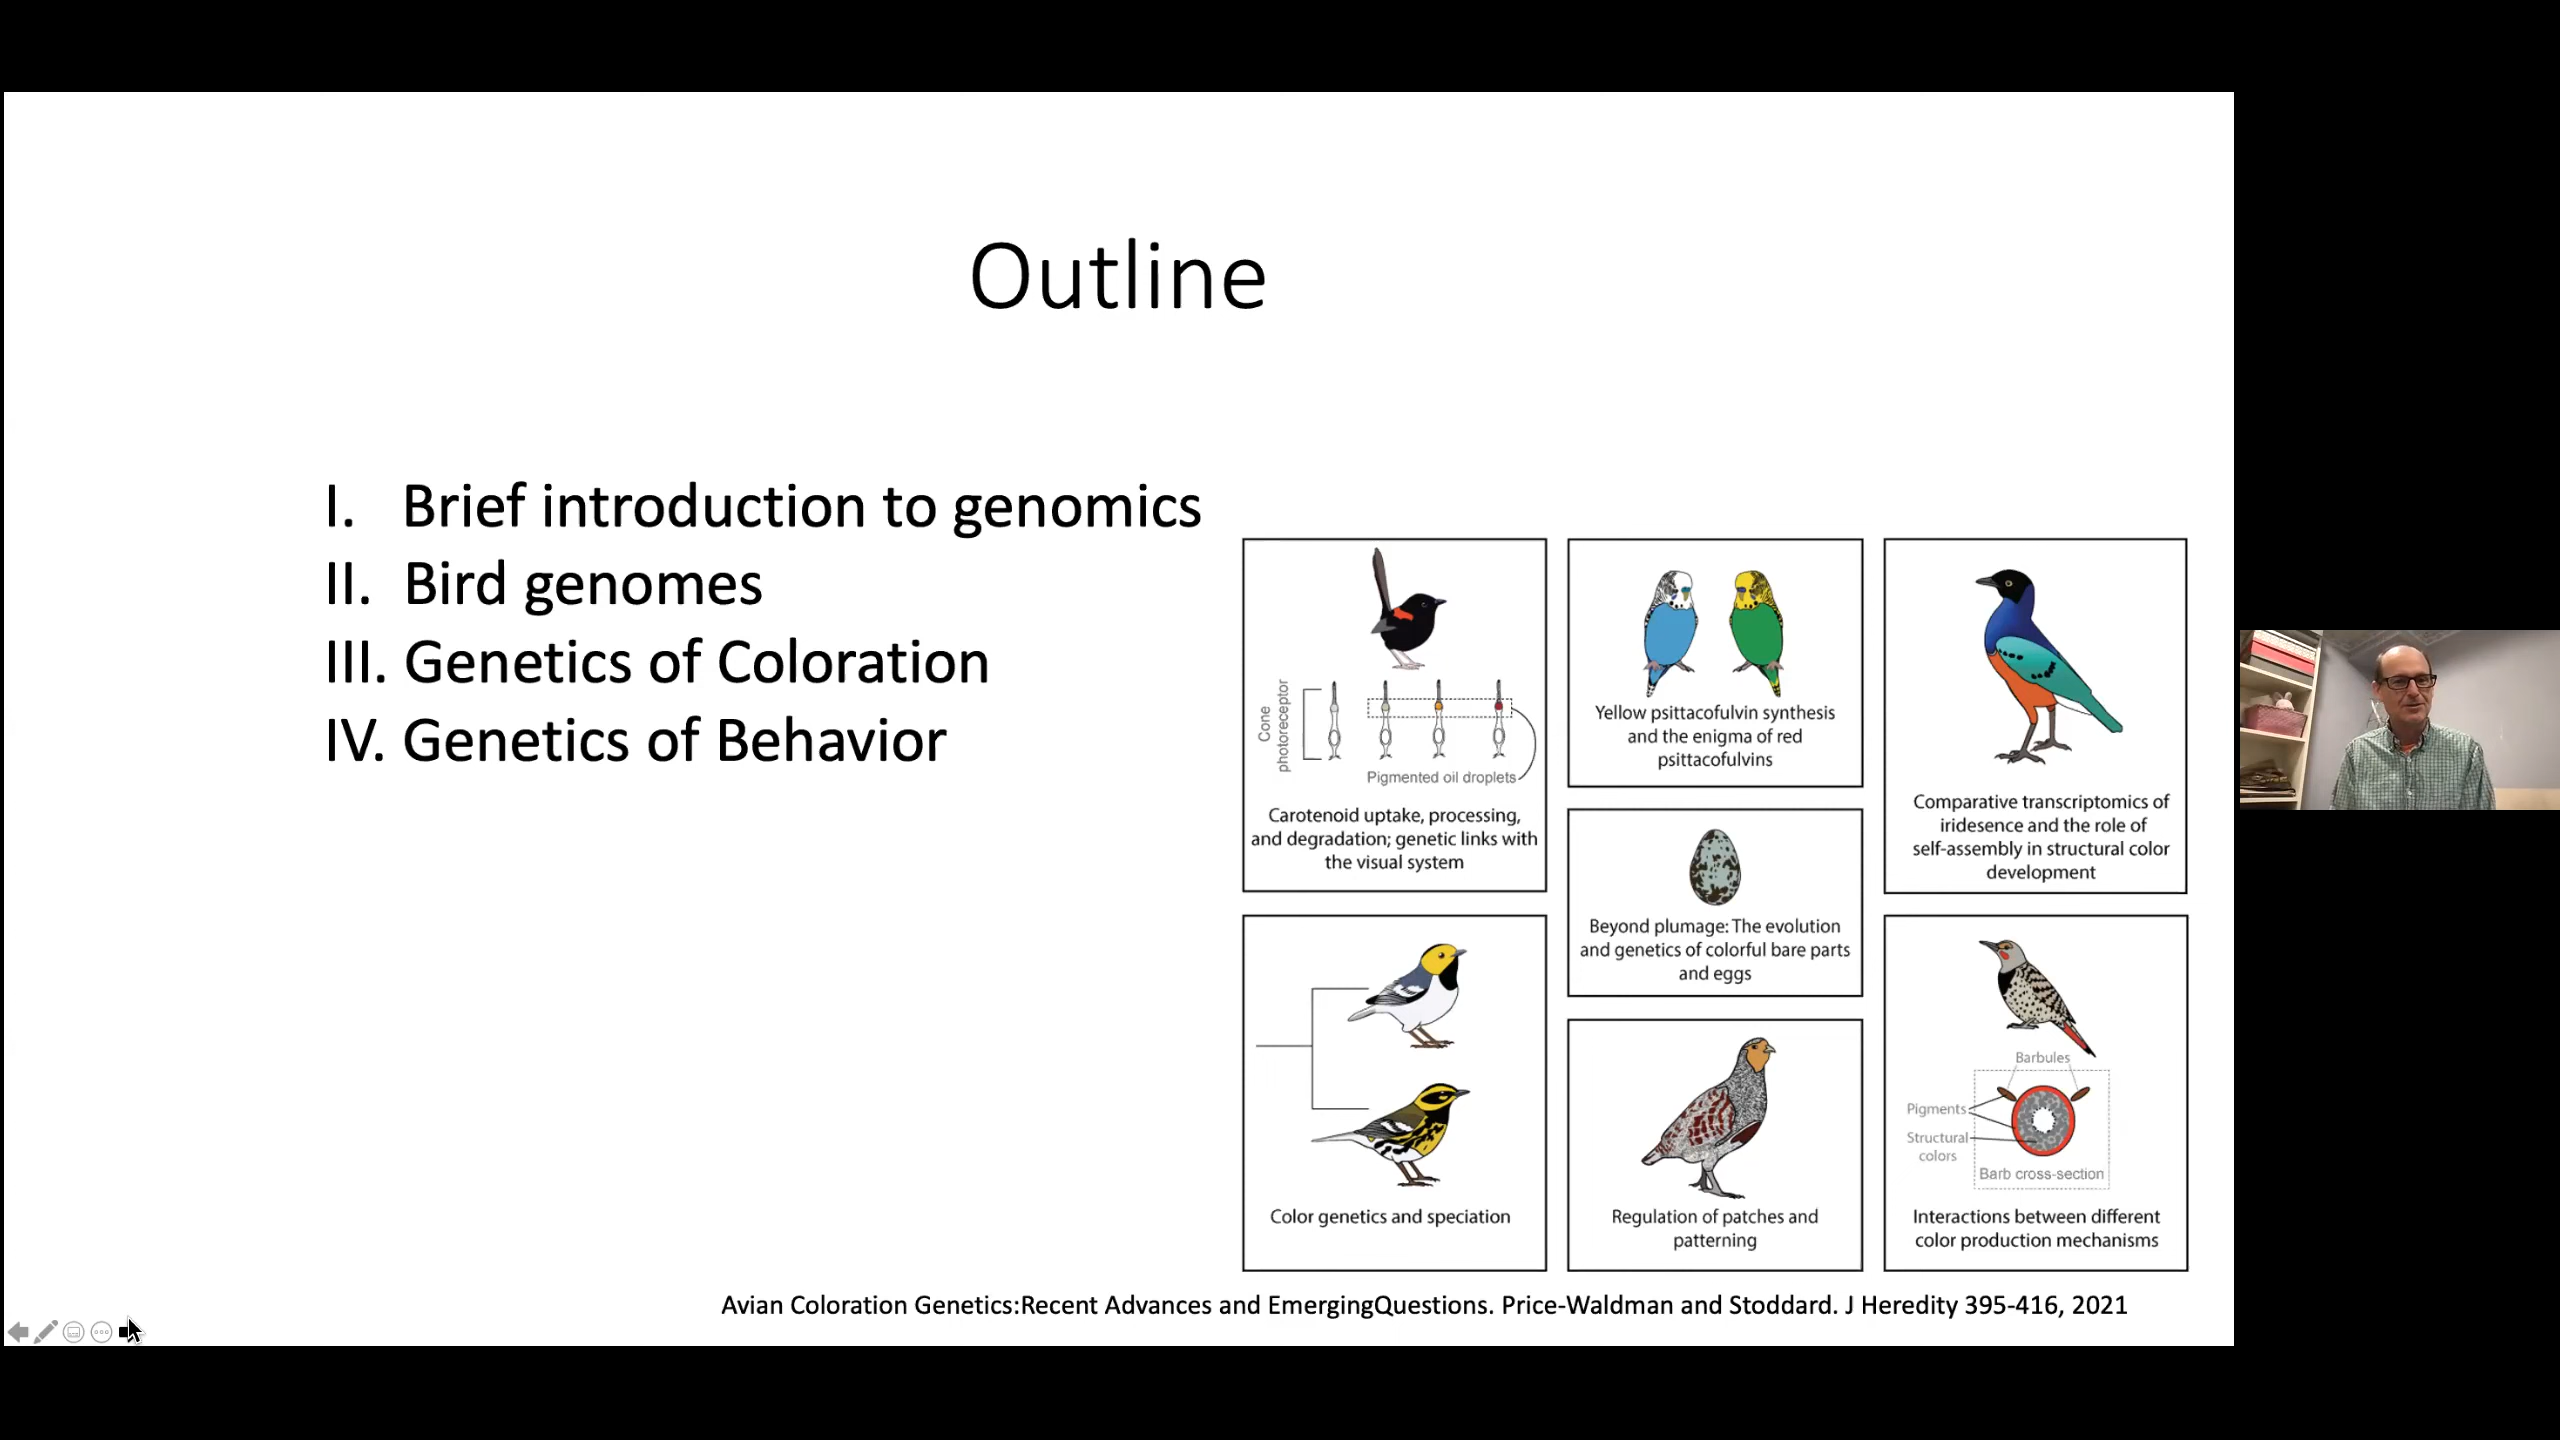 Outline
I. Brief introduction to genomics
II. Bird genomes
III. Genetics of Coloration
IV. Genetics of Behavior
Cone
photoreceptor
Pigmented oil droplets
Carotenoid uptake, processing,
and degradation; genetic links with
the visual system
Yellow psittacofulvin synthesis
and the enigma of red
psittacofulvins
Comparative transcriptomics of
iridesence and the role of
self-assembly in structural color
development
Beyond plumage: The evolution
and genetics of colorful bare parts
and eggs
Color genetics and speciation
Regulation of patches and
patterning
Barbules
Pigments
Structural
colors
Barb cross-section
Interactions between different
color production mechanisms
Avian Coloration Genetics:Recent Advances and EmergingQuestions. Price-Waldman and Stoddard. J Heredity 395-416, 2021